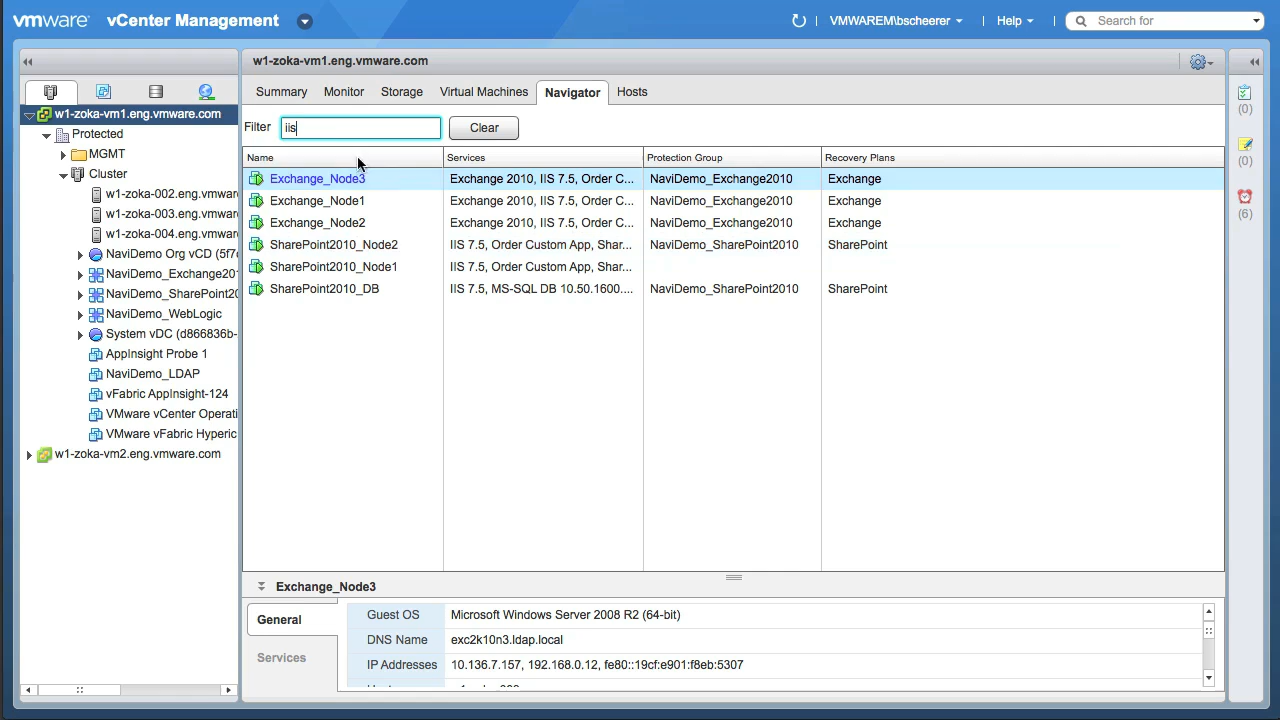 vmware vCenter Management
VMWAREM\bscheerer
Help
Search for
w1-zoka-vm1.eng.vmware.com
Protected
MGMT
Cluster
w1-zoka-002.eng.vmwar
w1-zoka-003.eng.vmwar
w1-zoka-004.eng.vmwar
NaviDemo Org vCD (5f7
NaviDemo_Exchange201
NaviDemo_SharePoint20
NaviDemo_WebLogic
System vDC (d866836b-
AppInsight Probe 1
NaviDemo_LDAP
vFabric AppInsight-124
VMware vCenter Operati
VMware vFabric Hyperic
w1-zoka-vm2.eng.vmware.com
w1-zoka-vm1.eng.vmware.com
Summary Monitor Storage Virtual Machines Navigator Hosts
Filter iis Clear
Name Services Protection Group Recovery Plans
Exchange_Node3 Exchange 2010, IIS 7.5, Order C... NaviDemo_Exchange2010 Exchange
Exchange_Node1 Exchange 2010, IIS 7.5, Order C... NaviDemo_Exchange2010 Exchange
Exchange_Node2 Exchange 2010, IIS 7.5, Order C... NaviDemo_Exchange2010 Exchange
SharePoint2010_Node2 IIS 7.5, Order Custom App, Shar... NaviDemo_SharePoint2010 SharePoint
SharePoint2010_Node1 IIS 7.5, Order Custom App, Shar...
SharePoint2010_DB IIS 7.5, MS-SQL DB 10.50.1600.... NaviDemo_SharePoint2010 SharePoint
Exchange_Node3
General
Services
Guest OS Microsoft Windows Server 2008 R2 (64-bit)
DNS Name exc2k10n3.ldap.local
IP Addresses 10.136.7.157, 192.168.0.12, fe80::19cf:e901:f8eb:5307
(0)
(0)
(6)